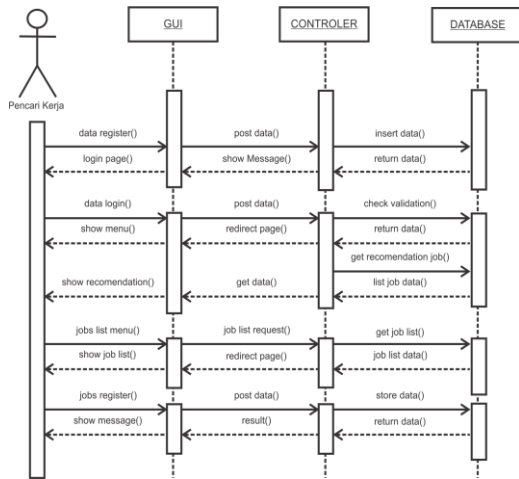 GUI
CONTROLER
DATABASE
Pencari Kerja
data register()
post data()
insert data()
login page()
show Message()
return data()
data login()
post data()
check validation()
show menu()
redirect page()
return data()
get recomendation job()
show recomendation()
get data()
list job data()
jobs list menu()
job list request()
get job list()
show job list()
redirect page()
job list data()
jobs register()
post data()
store data()
show message()
result()
return data()